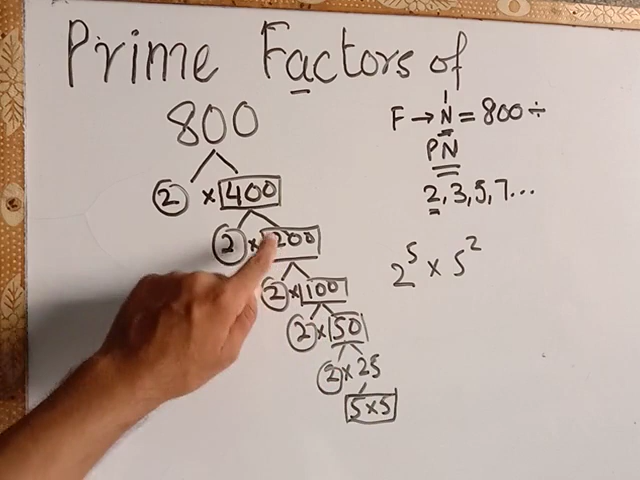 Prime Factors of
800
2 × 400
2 × 200
2 × 100
2 × 50
2 × 25
5 × 5
F → N = 800 ÷
PN
2, 3, 5, 7...
2⁵ × 5²